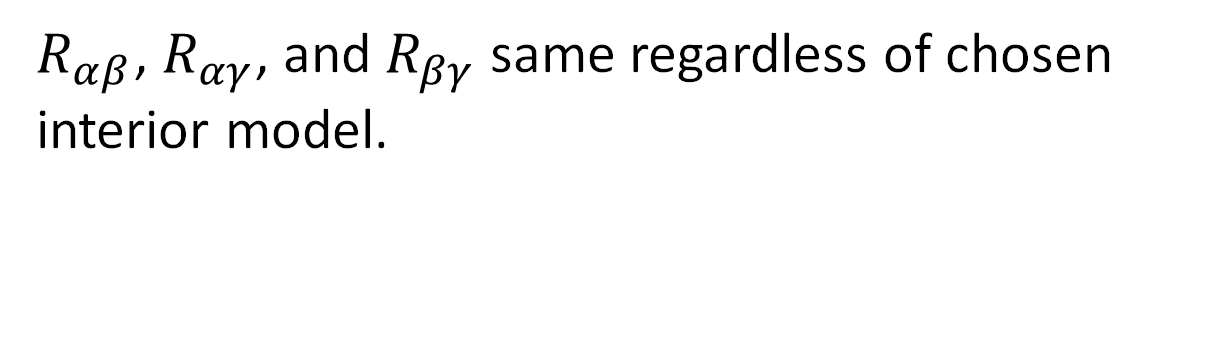 𝑅𝛼𝛽, 𝑅𝛼𝛾, and 𝑅𝛽𝛾 same regardless of chosen
interior model.